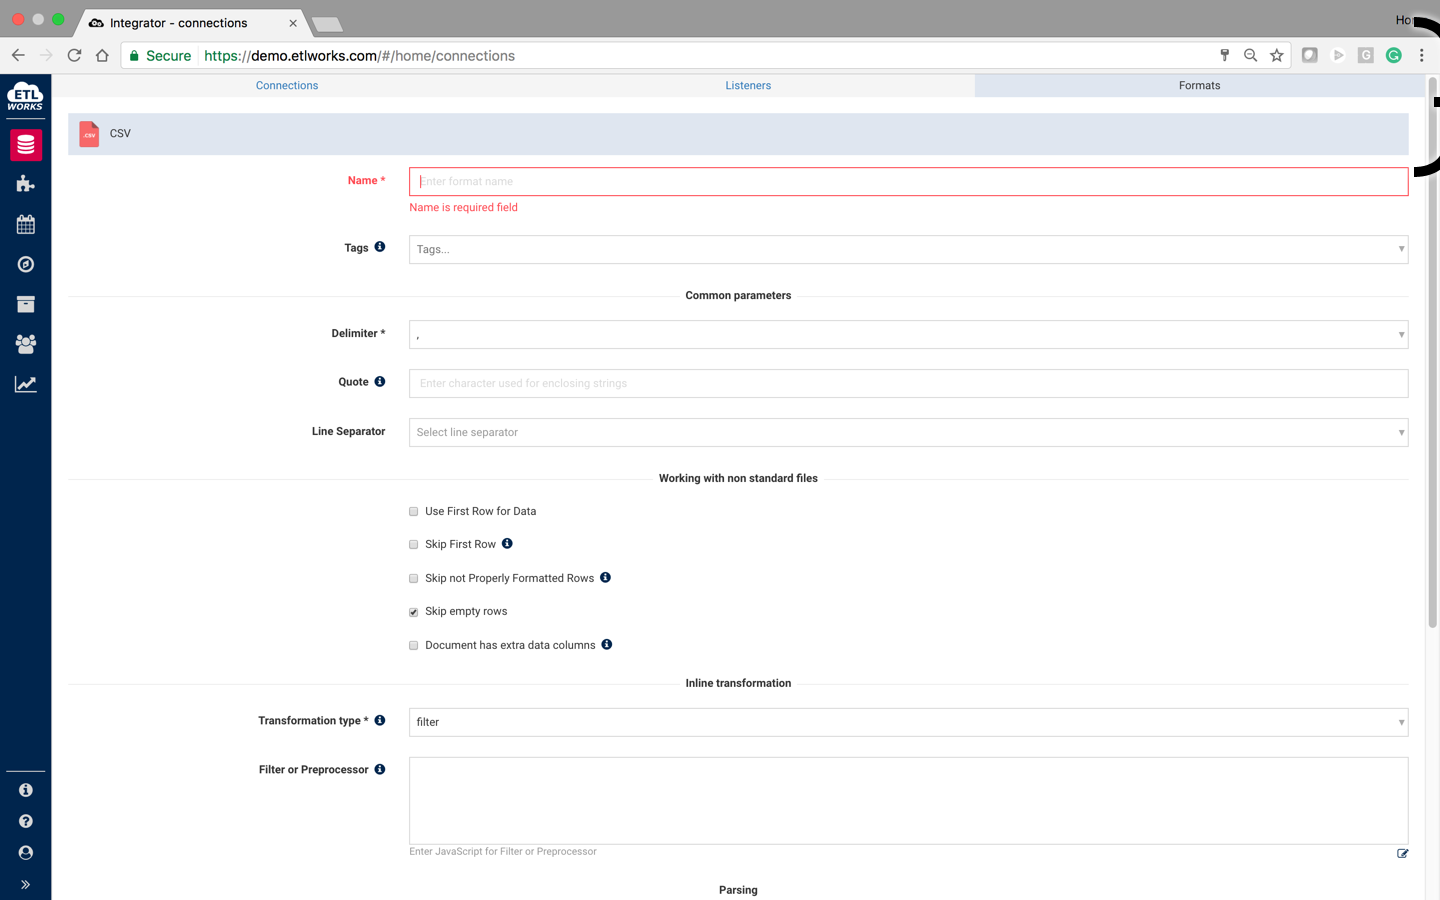 Integrator - connections
Secure
https://demo.etlworks.com/#/home/connections
G
G
ETL
WORKS
Connections
Listeners
Formats
.CSV
CSV
Name *
Enter format name
Name is required field
Tags
Tags...
Common parameters
Delimiter *
,
Quote
Enter character used for enclosing strings
Line Separator
Select line separator
Working with non standard files
Use First Row for Data
Skip First Row
Skip not Properly Formatted Rows
Skip empty rows
Document has extra data columns
Inline transformation
Transformation type *
filter
Filter or Preprocessor
Enter JavaScript for Filter or Preprocessor
Parsing